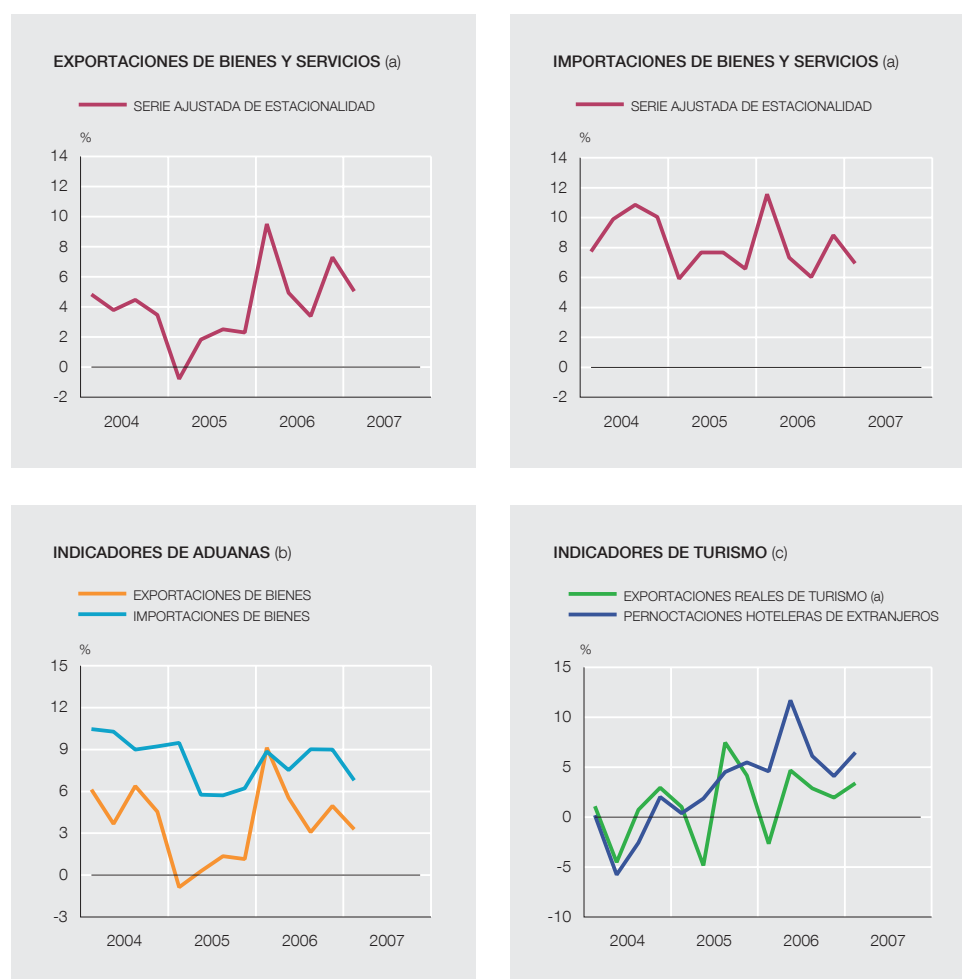 EXPORTACIONES DE BIENES Y SERVICIOS (a)
SERIE AJUSTADA DE ESTACIONALIDAD
%
14
12
10
8
6
4
2
0
-2
2004 2005 2006 2007
IMPORTACIONES DE BIENES Y SERVICIOS (a)
SERIE AJUSTADA DE ESTACIONALIDAD
%
14
12
10
8
6
4
2
0
-2
2004 2005 2006 2007
INDICADORES DE ADUANAS (b)
EXPORTACIONES DE BIENES
IMPORTACIONES DE BIENES
%
15
12
9
6
3
0
-3
2004 2005 2006 2007
INDICADORES DE TURISMO (c)
EXPORTACIONES REALES DE TURISMO (a)
PERNOCTACIONES HOTELERAS DE EXTRANJEROS
%
15
10
5
0
-5
-10
2004 2005 2006 2007